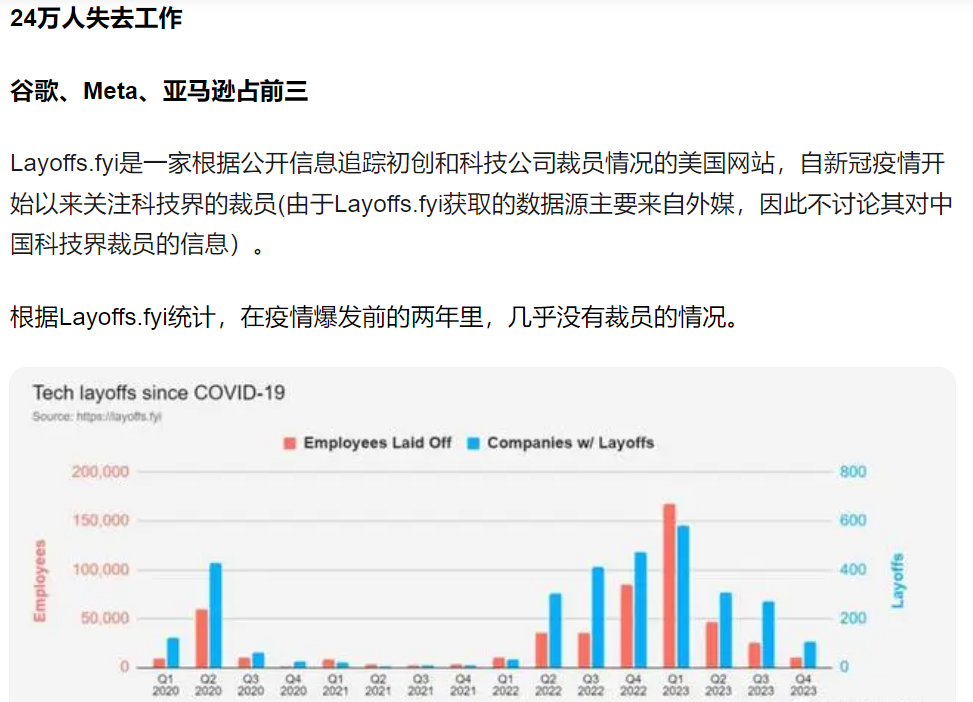 24万人失去工作
谷歌、Meta、亚马逊占前三
Layoffs.fyi是一家根据公开信息追踪初创和科技公司裁员情况的美国网站，自新冠疫情开
始以来关注科技界的裁员(由于Layoffs.fyi获取的数据源主要来自外媒，因此不讨论其对中
国科技界裁员的信息）。
根据Layoffs.fyi统计，在疫情爆发前的两年里，几乎没有裁员的情况。
Tech layoffs since COVID-19
Source: https://layoffs.fyi
Employees Laid Off Companies w/ Layoffs
200,000 800
150,000 600
100,000 400
50,000 200
0 0
Employees
Layoffs
Q1 Q2 Q3 Q4 Q1 Q2 Q3 Q4 Q1 Q2 Q3 Q4 Q1 Q2 Q3 Q4
2020 2020 2020 2020 2021 2021 2021 2021 2022 2022 2022 2022 2023 2023 2023 2023